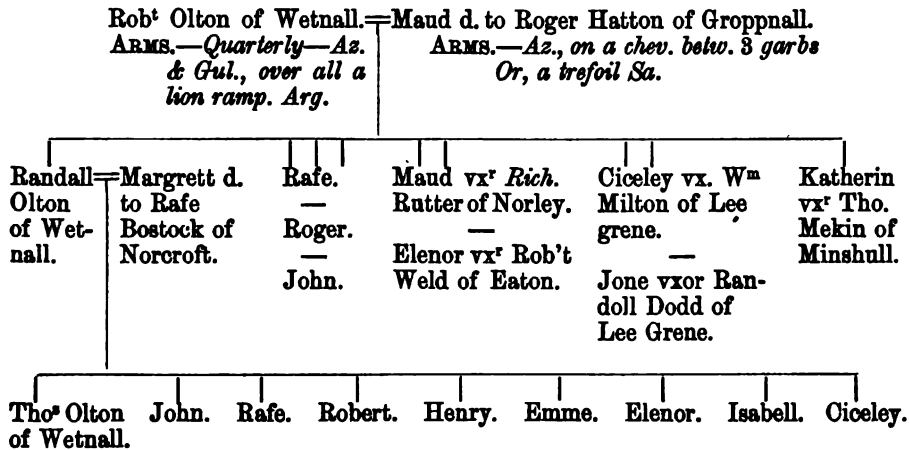 Robᵗ Olton of Wetnall.=Maud d. to Roger Hatton of Groppnall.
ARMS.—Quarterly—Az. & Gul., over all a lion ramp. Arg.
ARMS.—Az., on a chev. betw. 3 garbs Or, a trefoil Sa.
Randall=Margrett d.
Olton
of Wet-
nall.
to Rafe
Bostock of
Norcroft.
Rafe.
—
Roger.
—
John.
Maud vxʳ Rich.
Rutter of Norley.
—
Elenor vxʳ Rob't
Weld of Eaton.
Ciceley vx. Wᵐ
Milton of Lee
grene.
—
Jone vxor Ran-
doll Dodd of
Lee Grene.
Katherin
vxʳ Tho.
Mekin of
Minshull.
Thoˢ Olton
of Wetnall.
John.
Rafe.
Robert.
Henry.
Emme.
Elenor.
Isabell.
Ciceley.